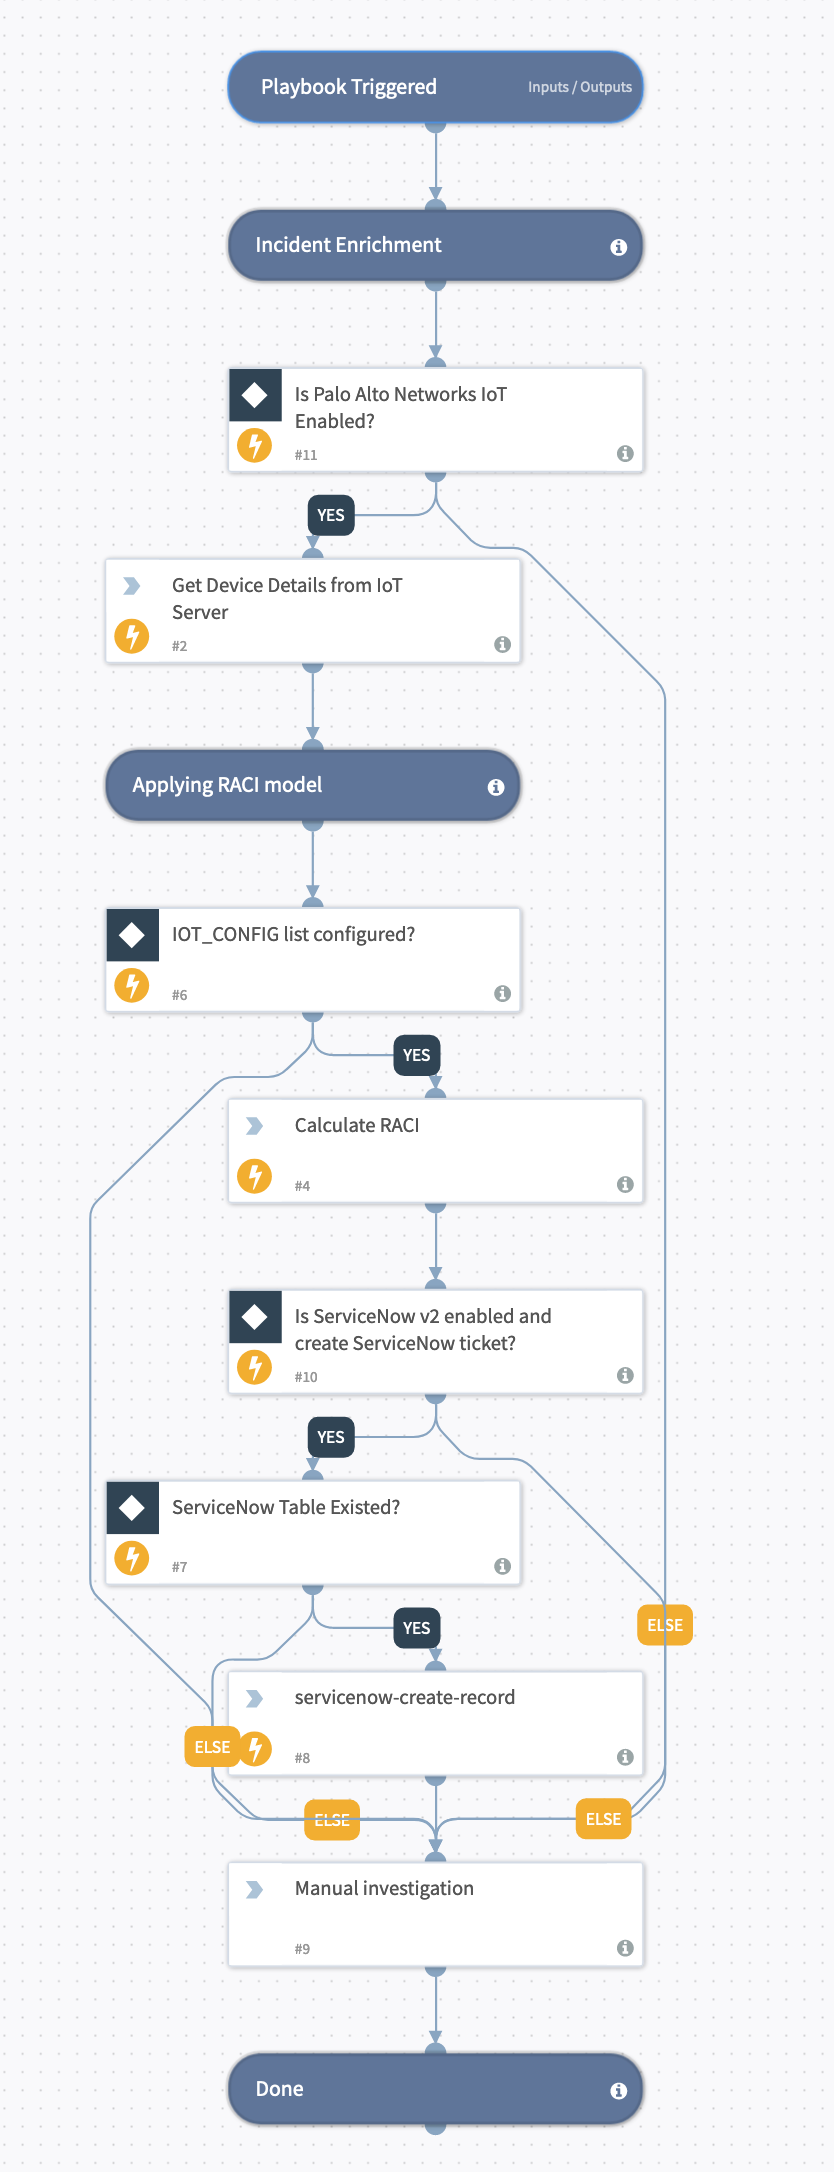 Playbook Triggered Inputs / Outputs
Incident Enrichment
Is Palo Alto Networks IoT
Enabled?
#11
YES
Get Device Details from IoT
Server
#2
Applying RACI model
IOT_CONFIG list configured?
#6
YES
Calculate RACI
#4
Is ServiceNow v2 enabled and
create ServiceNow ticket?
#10
YES
ServiceNow Table Existed?
#7
YES
ELSE
servicenow-create-record
ELSE
#8
ELSE
ELSE
Manual investigation
#9
Done